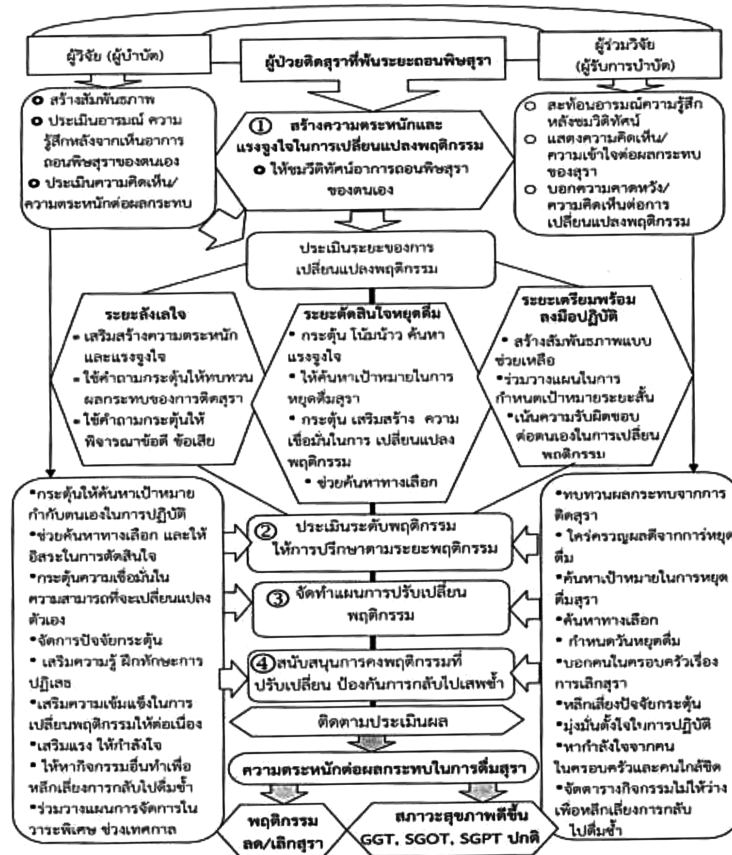 ผู้วิจัย (ผู้บำบัด)
ผู้ป่วยติดสุราที่พ้นระยะถอนพิษสุรา
ผู้ร่วมวิจัย
(ผู้รับการบำบัด)
สร้างสัมพันธภาพ
ประเมินอารมณ์ ความ
รู้สึกหลังจากเห็นอาการ
ถอนพิษสุราของตนเอง
ประเมินความคิดเห็น/
ความตระหนักต่อผลกระทบ
① สร้างความตระหนักและ
แรงจูงใจในการเปลี่ยนแปลงพฤติกรรม
ให้ชมวีดิทัศน์อาการถอนพิษสุรา
ของตนเอง
สะท้อนอารมณ์ความรู้สึก
หลังชมวิดีทัศน์
แสดงความคิดเห็น/
ความเข้าใจต่อผลกระทบ
ของสุรา
บอกความคาดหวัง/
ความคิดเห็นต่อการ
เปลี่ยนแปลงพฤติกรรม
ประเมินระยะของการ
เปลี่ยนแปลงพฤติกรรม
ระยะลังเลใจ
- เสริมสร้างความตระหนัก
และแรงจูงใจ
- ใช้คำถามกระตุ้นให้ทบทวน
ผลกระทบของการติดสุรา
- ใช้คำถามกระตุ้นให้
พิจารณาข้อดี ข้อเสีย
ระยะตัดสินใจหยุดดื่ม
• กระตุ้น โน้มน้าว ค้นหา
แรงจูงใจ
• ให้ค้นหาเป้าหมายในการ
หยุดดื่มสุรา
• กระตุ้น เสริมสร้าง ความ
เชื่อมั่นในการ เปลี่ยนแปลง
พฤติกรรม
• ช่วยค้นหาทางเลือก
ระยะเตรียมพร้อม
ลงมือปฏิบัติ
• สร้างสัมพันธภาพแบบ
ช่วยเหลือ
•ร่วมวางแผนในการ
กำหนดเป้าหมายระยะสั้น
•เน้นความรับผิดชอบ
ต่อตนเองในการเปลี่ยน
พฤติกรรม
•กระตุ้นให้ค้นหาเป้าหมาย
กำกับตนเองในการปฏิบัติ
•ช่วยค้นหาทางเลือก และให้
อิสระในการตัดสินใจ
•กระตุ้นความเชื่อมั่นใน
ความสามารถที่จะเปลี่ยนแปลง
ตัวเอง
•จัดการปัจจัยกระตุ้น
• เสริมความรู้ ฝึกทักษะการ
ปฏิเสธ
•เสริมความเข้มแข็งในการ
เปลี่ยนพฤติกรรมให้ต่อเนื่อง
•เสริมแรง ให้กำลังใจ
• ให้หากิจกรรมอื่นทำเพื่อ
หลีกเลี่ยงการกลับไปดื่มซ้ำ
•ร่วมวางแผนการจัดการใน
วาระพิเศษ ช่วงเทศกาล
② ประเมินระดับพฤติกรรม
ให้การปรึกษาตามระยะพฤติกรรม
③ จัดทำแผนการปรับเปลี่ยน
พฤติกรรม
④สนับสนุนการคงพฤติกรรมที่
ปรับเปลี่ยน ป้องกันการกลับไปเสพซ้ำ
ติดตามประเมินผล
ความตระหนักต่อผลกระทบในการดื่มสุรา
พฤติกรรม
ลด/เลิกสุรา
สภาวะสุขภาพดีขึ้น
GGT, SGOT, SGPT ปกติ
•ทบทวนผลกระทบจากการ
ติดสุรา
• ใคร่ครวญผลดีจากการหยุด
ดื่ม
•ค้นหาเป้าหมายในการหยุด
ดื่มสุรา
•ค้นหาทางเลือก
• กำหนดวันหยุดดื่ม
•บอกคนในครอบครัวเรื่อง
การเลิกสุรา
•หลีกเลี่ยงปัจจัยกระตุ้น
•มุ่งมั่นตั้งใจในการปฏิบัติ
•หากำลังใจจากคน
ในครอบครัวและคนใกล้ชิด
•จัดตารางกิจกรรมไม่ให้ว่าง
เพื่อหลีกเลี่ยงการกลับ
ไปดื่มซ้ำ